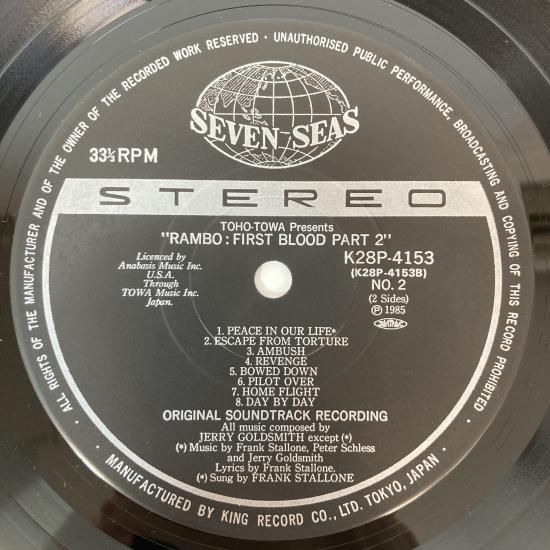 ALL RIGHTS OF THE MANUFACTURER AND OF THE OWNER OF THE RECORDED WORK RESERVED · UNAUTHORISED PUBLIC PERFORMANCE, BROADCASTING AND COPYING OF THIS RECORD PROHIBITED
SEVEN SEAS
33⅓ RPM
STEREO
TOHO-TOWA Presents
"RAMBO: FIRST BLOOD PART 2"
Licenced by
Anabasis Music Inc.
U.S.A.
Through
TOWA Music Inc.
Japan.
K28P-4153
(K28P-4153B)
NO. 2
(2 Sides)
Ⓟ 1985
JASRAC
1. PEACE IN OUR LIFE*
2. ESCAPE FROM TORTURE
3. AMBUSH
4. REVENGE
5. BOWED DOWN
6. PILOT OVER
7. HOME FLIGHT
8. DAY BY DAY
ORIGINAL SOUNDTRACK RECORDING
All music composed by
JERRY GOLDSMITH except (*)
(*) Music by Frank Stallone, Peter Schless
and Jerry Goldsmith
Lyrics by Frank Stallone.
(*) Sung by FRANK STALLONE
· MANUFACTURED BY KING RECORD CO., LTD. TOKYO, JAPAN ·